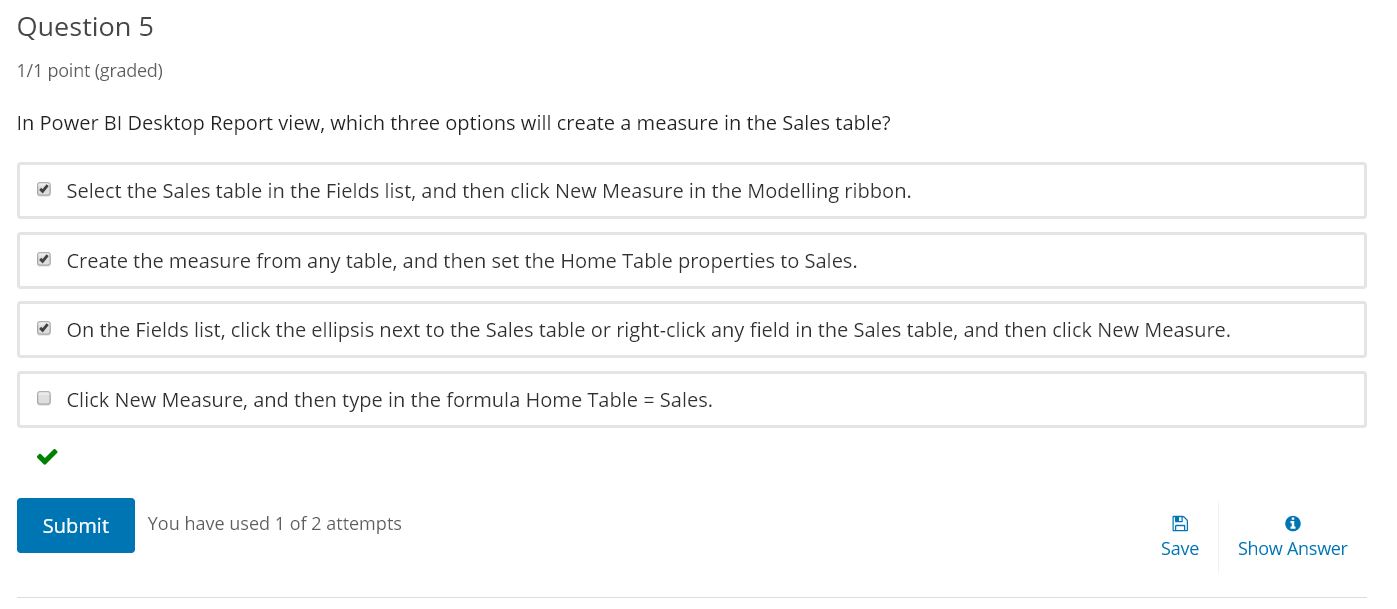 Question 5
1/1 point (graded)
In Power BI Desktop Report view, which three options will create a measure in the Sales table?
Select the Sales table in the Fields list, and then click New Measure in the Modelling ribbon.
Create the measure from any table, and then set the Home Table properties to Sales.
On the Fields list, click the ellipsis next to the Sales table or right-click any field in the Sales table, and then click New Measure.
Click New Measure, and then type in the formula Home Table = Sales.
Submit You have used 1 of 2 attempts
Save Show Answer